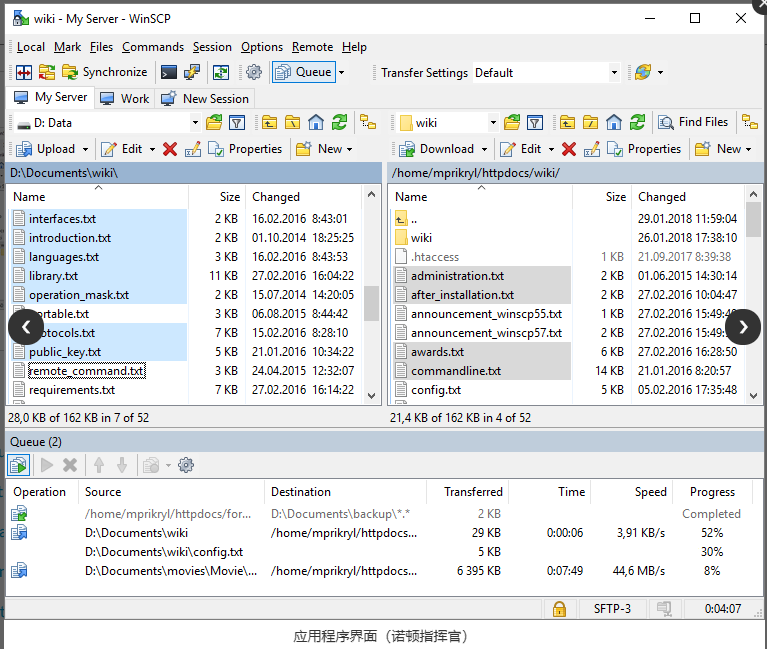 wiki - My Server - WinSCP
Local Mark Files Commands Session Options Remote Help
Synchronize Queue Transfer Settings Default
My Server Work New Session
D: Data wiki Find Files
Upload Edit Properties New Download Edit Properties New
D:\Documents\wiki\ /home/mprikryl/httpdocs/wiki/
Name Size Changed Name Size Changed
interfaces.txt 2 KB 16.02.2016 8:43:01 .. 29.01.2018 11:59:04
introduction.txt 2 KB 01.10.2014 18:25:25 wiki 26.01.2018 17:38:10
languages.txt 3 KB 16.02.2016 8:43:53 .htaccess 1 KB 21.09.2017 8:39:38
library.txt 11 KB 27.02.2016 16:04:22 administration.txt 2 KB 01.06.2015 14:30:14
operation_mask.txt 2 KB 15.07.2014 14:20:05 after_installation.txt 2 KB 27.02.2016 10:04:47
ortable.txt 3 KB 06.08.2015 8:44:42 announcement_winscp55.txt 1 KB 27.02.2016 15:49:
otocols.txt 7 KB 15.02.2016 8:28:10 announcement_winscp57.txt 2 KB 27.02.2016 15:49:
public_key.txt 5 KB 21.01.2016 10:34:22 awards.txt 6 KB 27.02.2016 16:28:50
remote_command.txt 3 KB 24.04.2015 12:32:07 commandline.txt 14 KB 21.01.2016 8:20:57
requirements.txt 7 KB 27.02.2016 16:14:22 config.txt 5 KB 05.02.2016 17:35:48
28,0 KB of 162 KB in 7 of 52 21,4 KB of 162 KB in 4 of 52
Queue (2)
Operation Source Destination Transferred Time Speed Progress
/home/mprikryl/httpdocs/for... D:\Documents\backup\*.* 2 KB Completed
D:\Documents\wiki /home/mprikryl/httpdocs... 29 KB 0:00:06 3,91 KB/s 52%
D:\Documents\wiki\config.txt 5 KB 30%
D:\Documents\movies\Movie\... /home/mprikryl/httpdocs... 6 395 KB 0:07:49 44,6 MB/s 8%
SFTP-3 0:04:07
应用程序界面（诺顿指挥官）